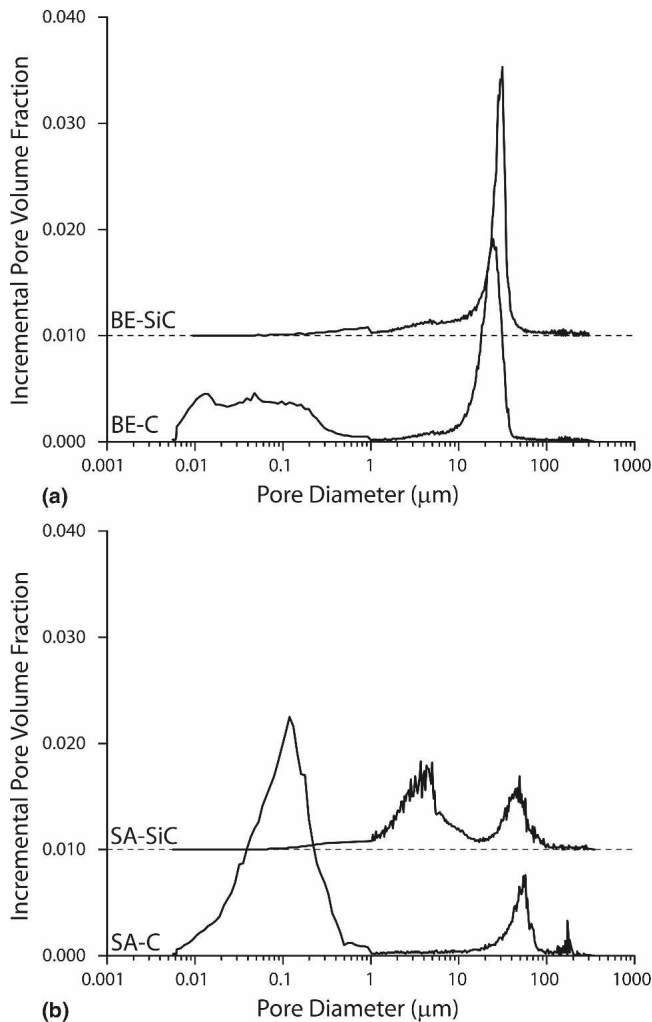 0.040
0.030
0.020
0.010
0.000
Incremental Pore Volume Fraction
BE-SiC
BE-C
0.001 0.01 0.1 1 10 100 1000
(a) Pore Diameter (μm)
0.040
0.030
0.020
0.010
0.000
Incremental Pore Volume Fraction
SA-SiC
SA-C
0.001 0.01 0.1 1 10 100 1000
(b) Pore Diameter (μm)